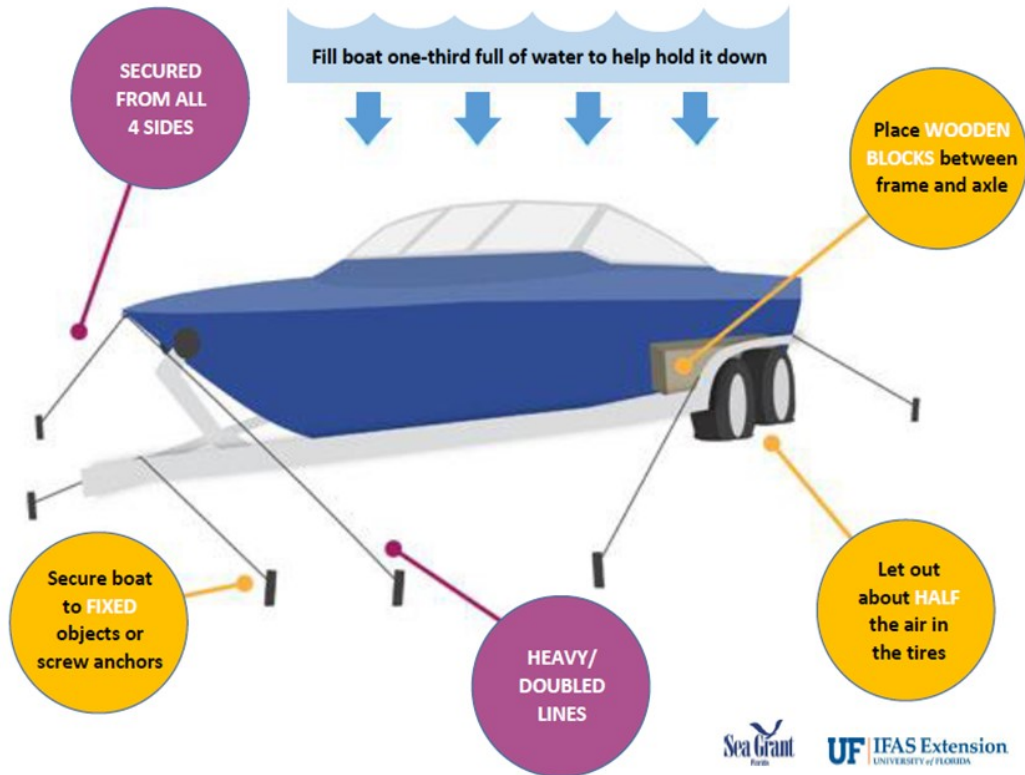 Fill boat one-third full of water to help hold it down
SECURED
FROM ALL
4 SIDES
Place WOODEN
BLOCKS between
frame and axle
Secure boat
to FIXED
objects or
screw anchors
HEAVY/
DOUBLED
LINES
Let out
about HALF
the air in
the tires
Sea Grant
Florida
UF IFAS Extension
UNIVERSITY of FLORIDA